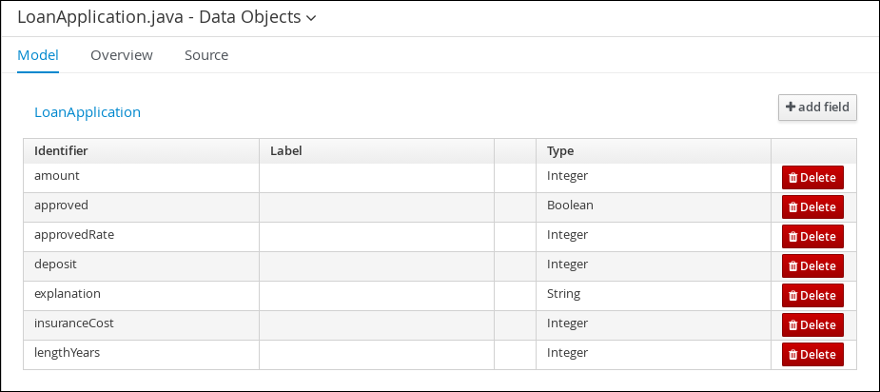 LoanApplication.java - Data Objects
Model Overview Source
LoanApplication
add field
Identifier Label Type
amount Integer Delete
approved Boolean Delete
approvedRate Integer Delete
deposit Integer Delete
explanation String Delete
insuranceCost Integer Delete
lengthYears Integer Delete